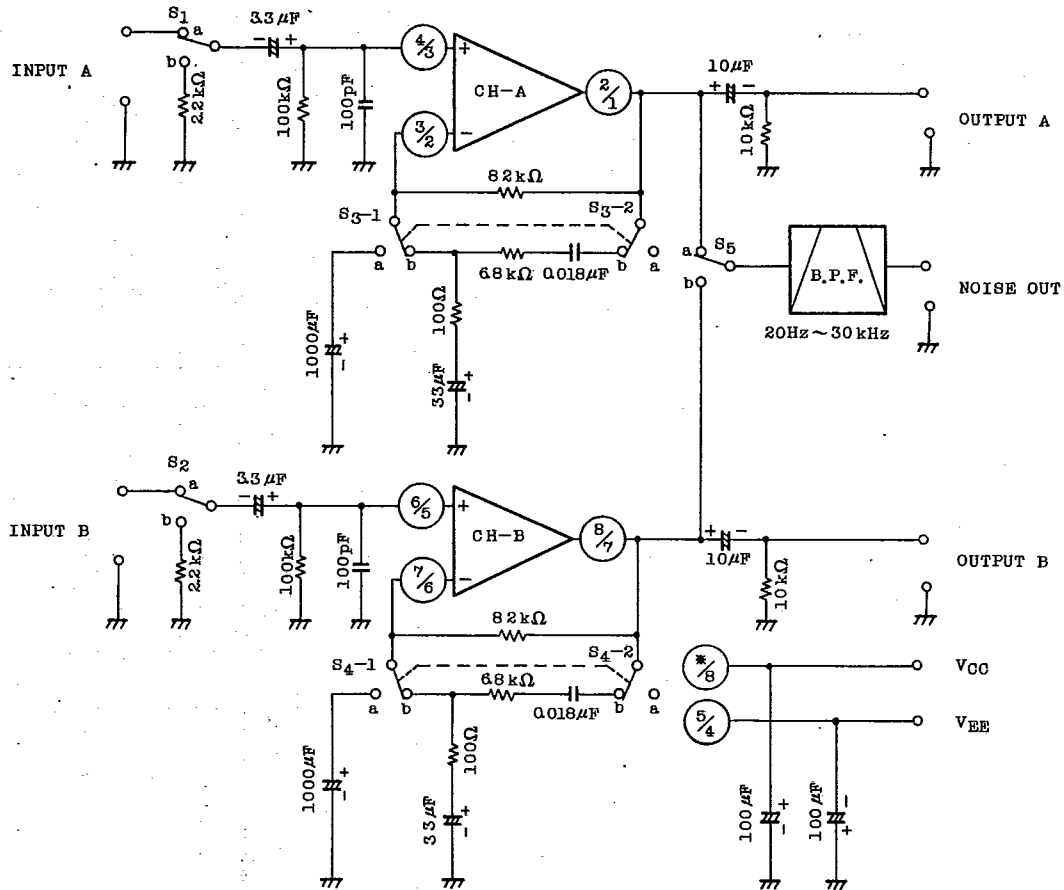 S1
a
3.3μF
- +
4/3
+
10μF
+ -
INPUT A
b
2.2kΩ
100kΩ
100pF
CH-A
2/1
10kΩ
OUTPUT A
3/2
-
82kΩ
S3-1
S3-2
a
b
6.8kΩ
0.018μF
b
a
a
S5
b
B.P.F.
NOISE OUT
20Hz~30kHz
1000μF
+
-
100Ω
33μF
+
-
S2
a
3.3μF
- +
6/5
+
INPUT B
b
2.2kΩ
100kΩ
100pF
CH-B
8/7
+ -
10μF
10kΩ
OUTPUT B
7/6
-
82kΩ
S4-1
S4-2
6.8kΩ
a
b
0.018μF
b
a
*/8
VCC
5/4
VEE
1000μF
+
-
100Ω
33μF
+
-
100μF
+
-
100μF
-
+